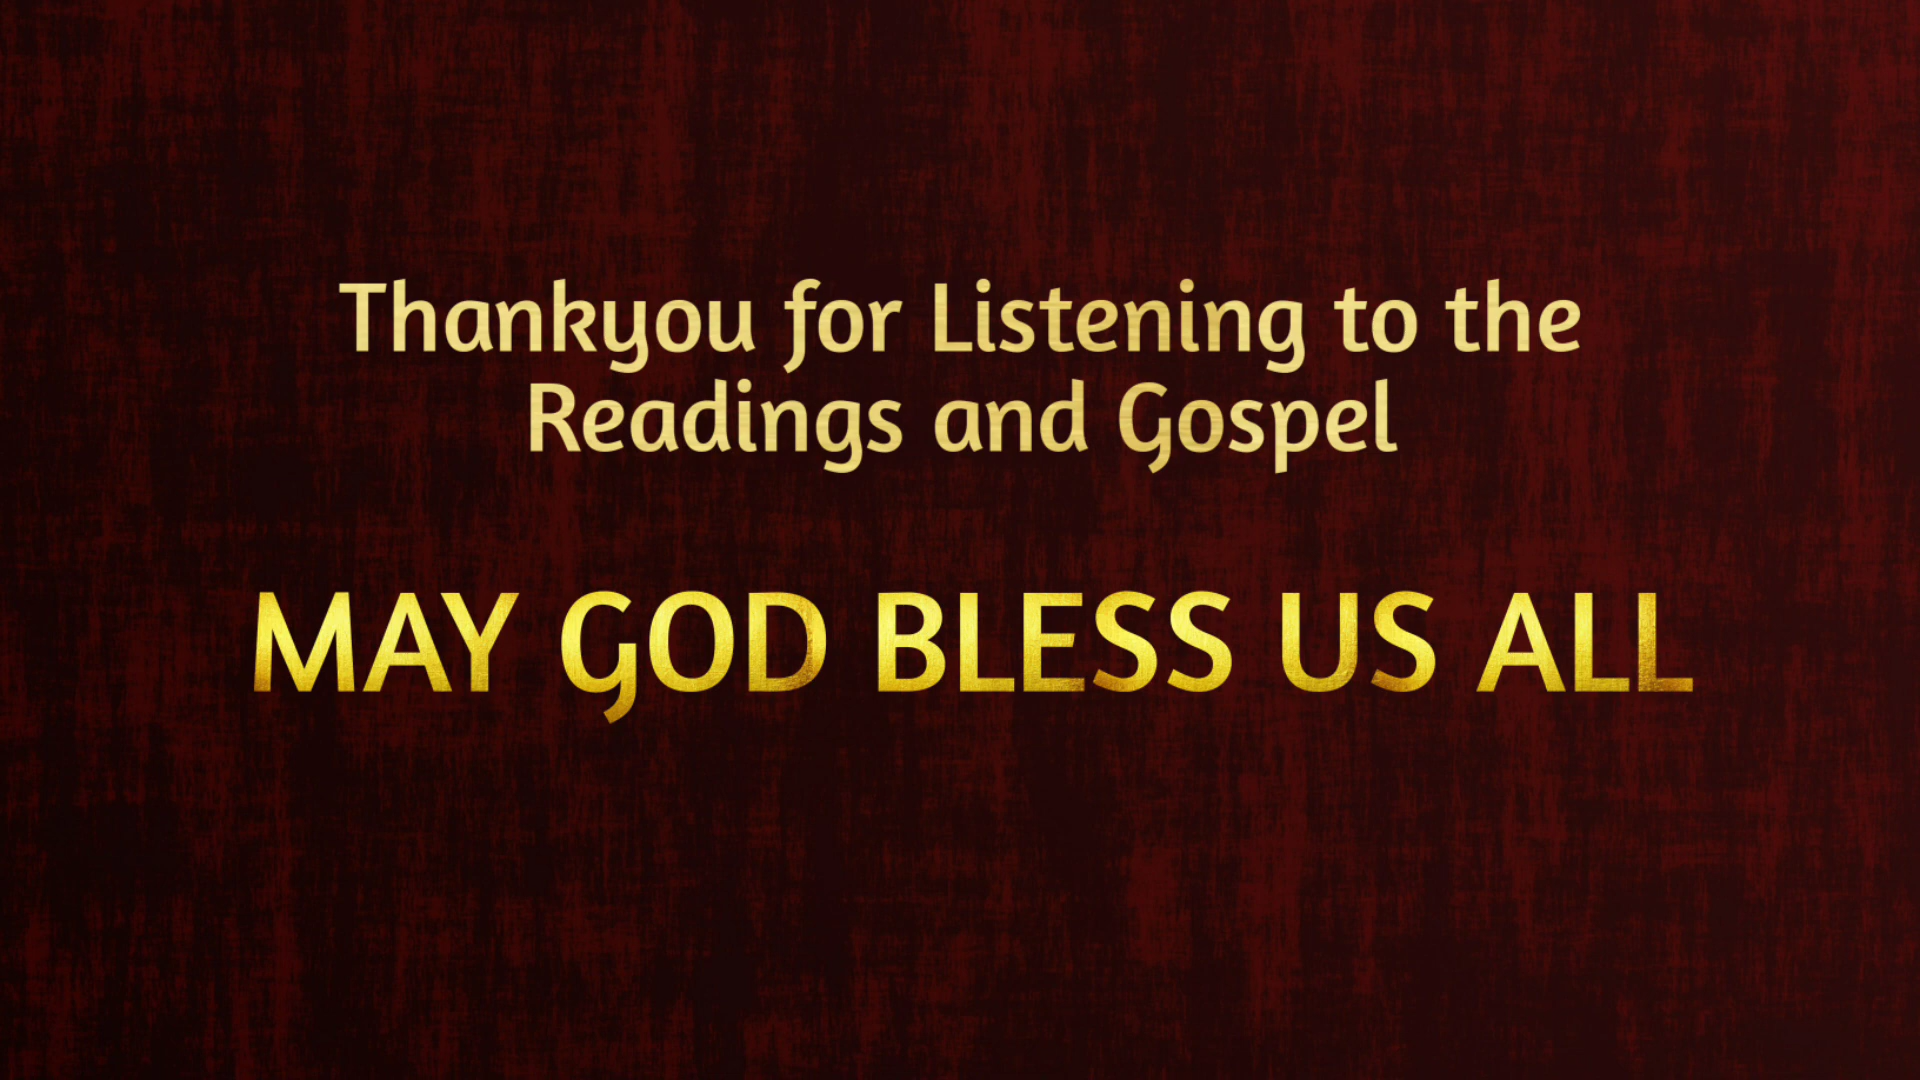 Thankyou for Listening to the
Readings and Gospel
MAY GOD BLESS US ALL